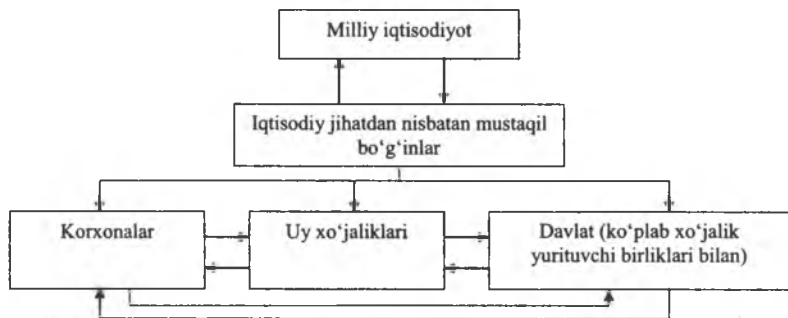 Milliy iqtisodiyot
Iqtisodiy jihatdan nisbatan mustaqil
bo‘g‘inlar
Korxonalar
Uy xo‘jaliklari
Davlat (ko‘plab xo‘jalik
yurituvchi birliklari bilan)